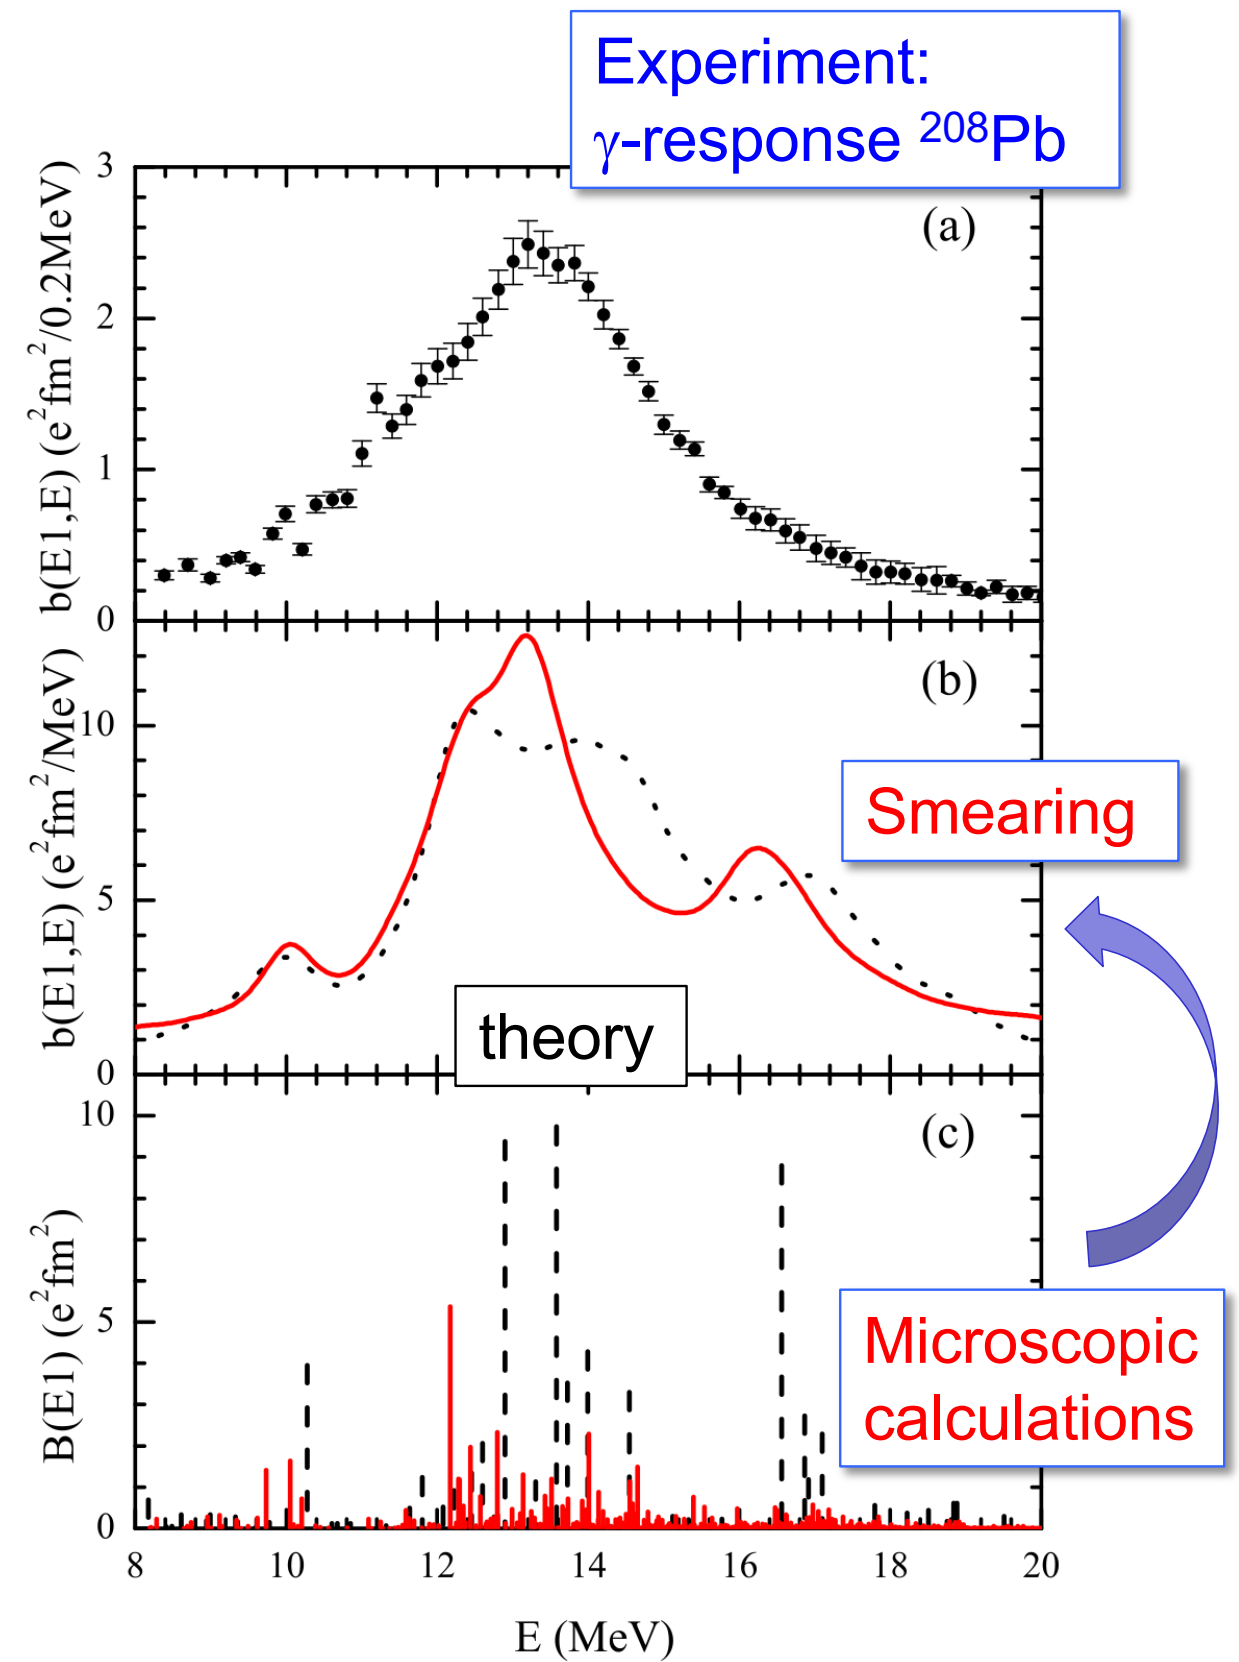 Experiment:
γ-response ²⁰⁸Pb
3
2
1
0
b(E1,E) (e²fm²/0.2MeV)
(a)
10
5
0
b(E1,E) (e²fm²/MeV)
(b)
Smearing
theory
10
5
0
B(E1) (e²fm²)
(c)
Microscopic
calculations
8 10 12 14 16 18 20
E (MeV)